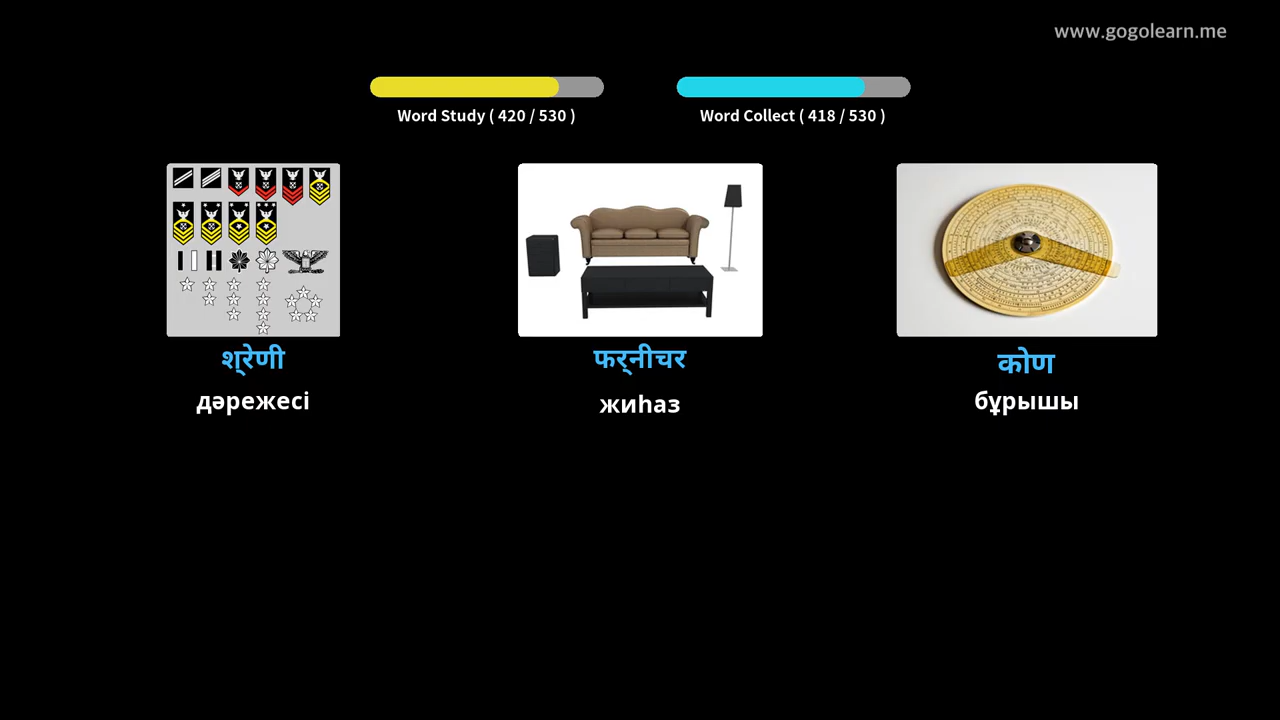 www.gogolearn.me
Word Study ( 420 / 530 )
Word Collect ( 418 / 530 )
श्रेणी
फर्नीचर
कोण
дәрежесі
жиһаз
бұрышы